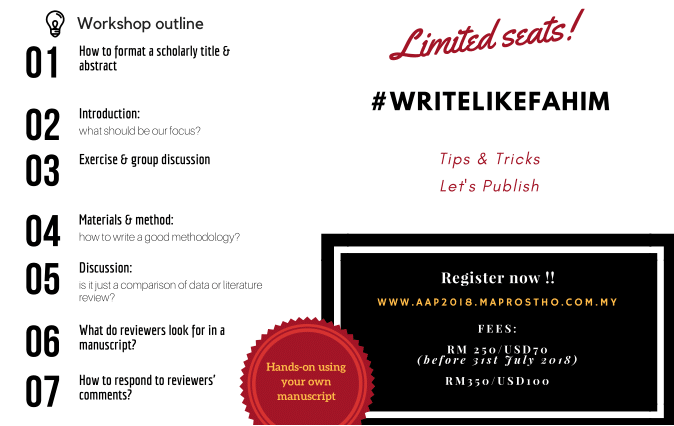 Workshop outline
01
How to format a scholarly title &
abstract
02
Introduction:
what should be our focus?
03
Exercise & group discussion
04
Materials & method:
how to write a good methodology?
05
Discussion:
is it just a comparison of data or literature
review?
06
What do reviewers look for in a
manuscript?
07
How to respond to reviewers'
comments?
Hands-on using
your own
manuscript
Limited seats!
#WRITELIKEFAHIM
Tips & Tricks
Let's Publish
Register now !!
WWW.AAP2018.MAPROSTHO.COM.MY
FEES:
RM 250/USD70
(before 31st July 2018)
RM350/USD100